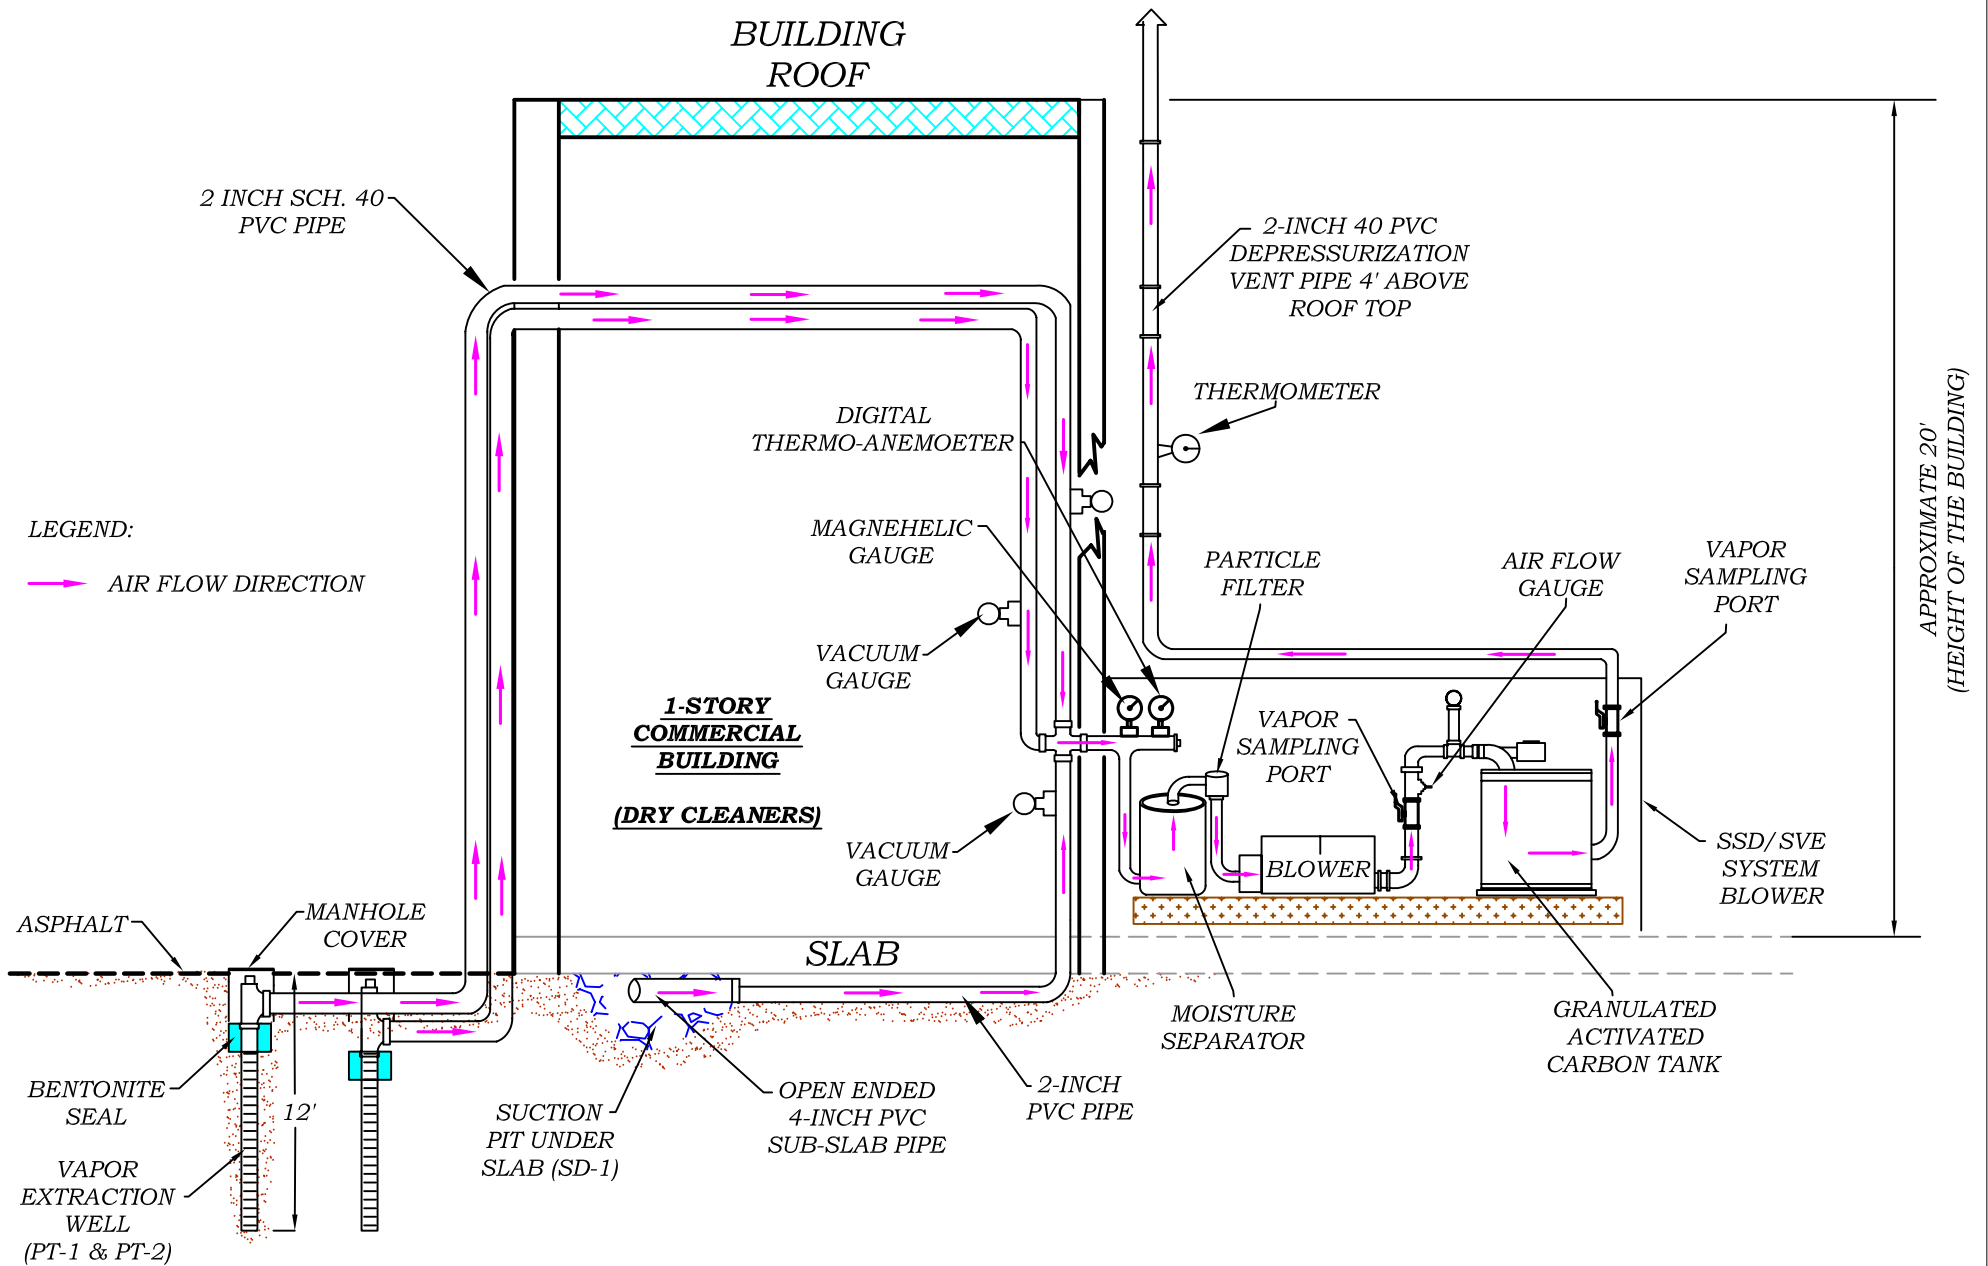 BUILDING
ROOF
2 INCH SCH. 40
PVC PIPE
2-INCH 40 PVC
DEPRESSURIZATION
VENT PIPE 4' ABOVE
ROOF TOP
THERMOMETER
DIGITAL
THERMO-ANEMOETER
APPROXIMATE 20'
(HEIGHT OF THE BUILDING)
LEGEND:
AIR FLOW DIRECTION
MAGNEHELIC
GAUGE
PARTICLE
FILTER
AIR FLOW
GAUGE
VAPOR
SAMPLING
PORT
VACUUM
GAUGE
1-STORY
COMMERCIAL
BUILDING
(DRY CLEANERS)
VAPOR
SAMPLING
PORT
VACUUM
GAUGE
BLOWER
SSD/SVE
SYSTEM
BLOWER
ASPHALT
MANHOLE
COVER
SLAB
MOISTURE
SEPARATOR
GRANULATED
ACTIVATED
CARBON TANK
BENTONITE
SEAL
12'
SUCTION
PIT UNDER
SLAB (SD-1)
OPEN ENDED
4-INCH PVC
SUB-SLAB PIPE
2-INCH
PVC PIPE
VAPOR
EXTRACTION
WELL
(PT-1 & PT-2)